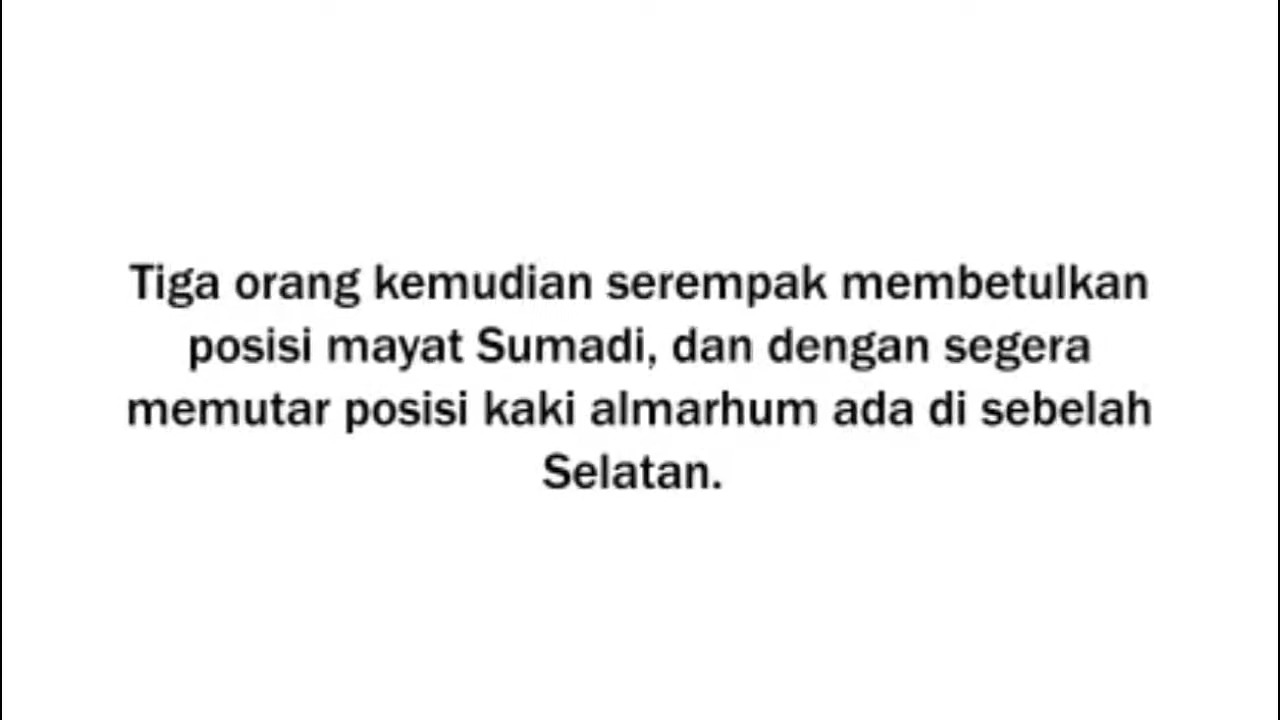 Tiga orang kemudian serempak membetulkan
posisi mayat Sumadi, dan dengan segera
memutar posisi kaki almarhum ada di sebelah
Selatan.